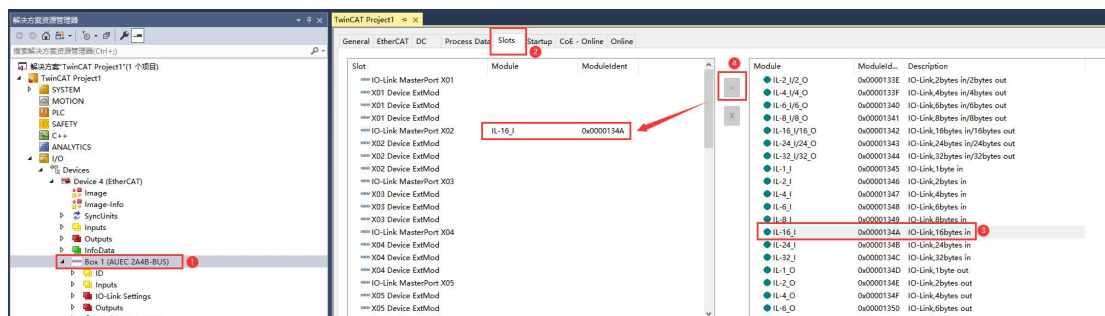 解决方案资源管理器
搜索解决方案资源管理器(Ctrl+;)
解决方案"TwinCAT Project1"(1 个项目)
TwinCAT Project1
SYSTEM
MOTION
PLC
SAFETY
C++
ANALYTICS
I/O
Devices
Device 4 (EtherCAT)
Image
Image-Info
SyncUnits
Inputs
Outputs
InfoData
Box 1 (AUEC 2A4B-BUS) 1
ID
Inputs
IO-Link Settings
Outputs
TwinCAT Project1
General EtherCAT DC Process Data Slots Startup CoE - Online Online
2
Slot Module ModuleIdent
IO-Link MasterPort X01
X01 Device ExtMod
X01 Device ExtMod
X01 Device ExtMod
IO-Link MasterPort X02 IL-16_I 0x0000134A
X02 Device ExtMod
X02 Device ExtMod
X02 Device ExtMod
IO-Link MasterPort X03
X03 Device ExtMod
X03 Device ExtMod
X03 Device ExtMod
IO-Link MasterPort X04
X04 Device ExtMod
X04 Device ExtMod
X04 Device ExtMod
IO-Link MasterPort X05
X05 Device ExtMod
X05 Device ExtMod
4
<
X
Module ModuleId... Description
IL-2_I/2_O 0x0000133E IO-Link,2bytes in/2bytes out
IL-4_I/4_O 0x0000133F IO-Link,4bytes in/4bytes out
IL-6_I/6_O 0x00001340 IO-Link,6bytes in/6bytes out
IL-8_I/8_O 0x00001341 IO-Link,8bytes in/8bytes out
IL-16_I/16_O 0x00001342 IO-Link,16bytes in/16bytes out
IL-24_I/24_O 0x00001343 IO-Link,24bytes in/24bytes out
IL-32_I/32_O 0x00001344 IO-Link,32bytes in/32bytes out
IL-1_I 0x00001345 IO-Link,1byte in
IL-2_I 0x00001346 IO-Link,2bytes in
IL-4_I 0x00001347 IO-Link,4bytes in
IL-6_I 0x00001348 IO-Link,6bytes in
IL-8_I 0x00001349 IO-Link,8bytes in
IL-16_I 0x0000134A IO-Link,16bytes in 3
IL-24_I 0x0000134B IO-Link,24bytes in
IL-32_I 0x0000134C IO-Link,32bytes in
IL-1_O 0x0000134D IO-Link,1byte out
IL-2_O 0x0000134E IO-Link,2bytes out
IL-4_O 0x0000134F IO-Link,4bytes out
IL-6_O 0x00001350 IO-Link,6bytes out